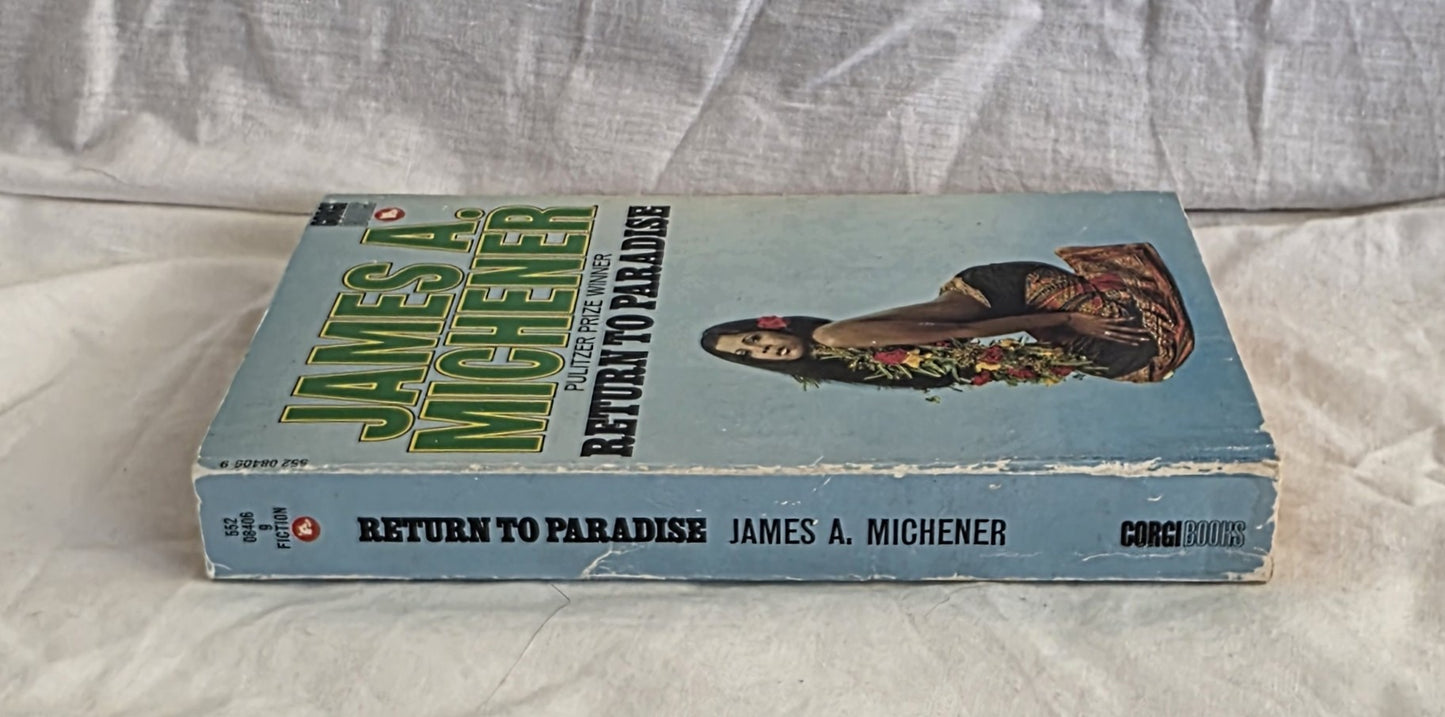 CORGI
JAMES A.
MICHENER
PULITZER PRIZE WINNER
RETURN TO PARADISE
552 08406 9
552
08406
9
FICTION
RETURN TO PARADISE JAMES A. MICHENER
CORGI BOOKS